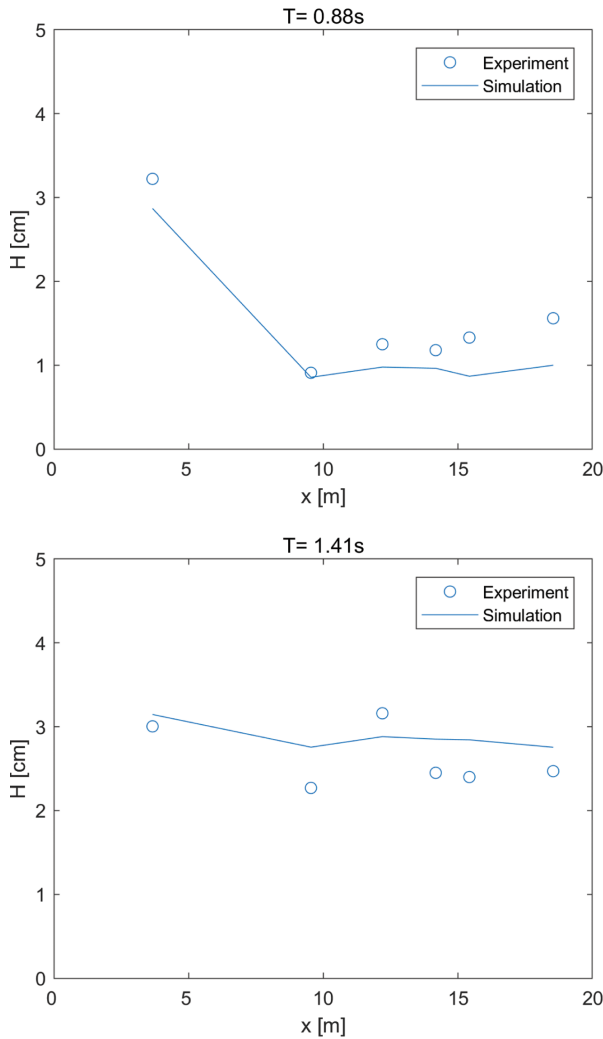 T= 0.88s
5
4
3
2
1
0
H [cm]
Experiment
Simulation
0 5 10 15 20
x [m]
T= 1.41s
5
4
3
2
1
0
H [cm]
Experiment
Simulation
0 5 10 15 20
x [m]